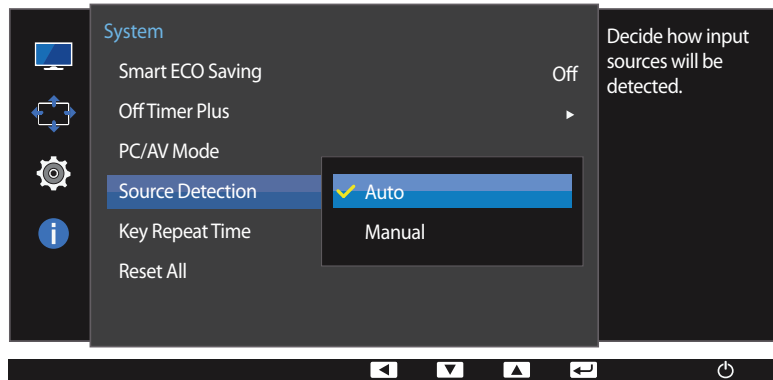 System
Smart ECO Saving Off
Off Timer Plus
PC/AV Mode
Source Detection
Auto
Key Repeat Time
Manual
Reset All
Decide how input
sources will be
detected.